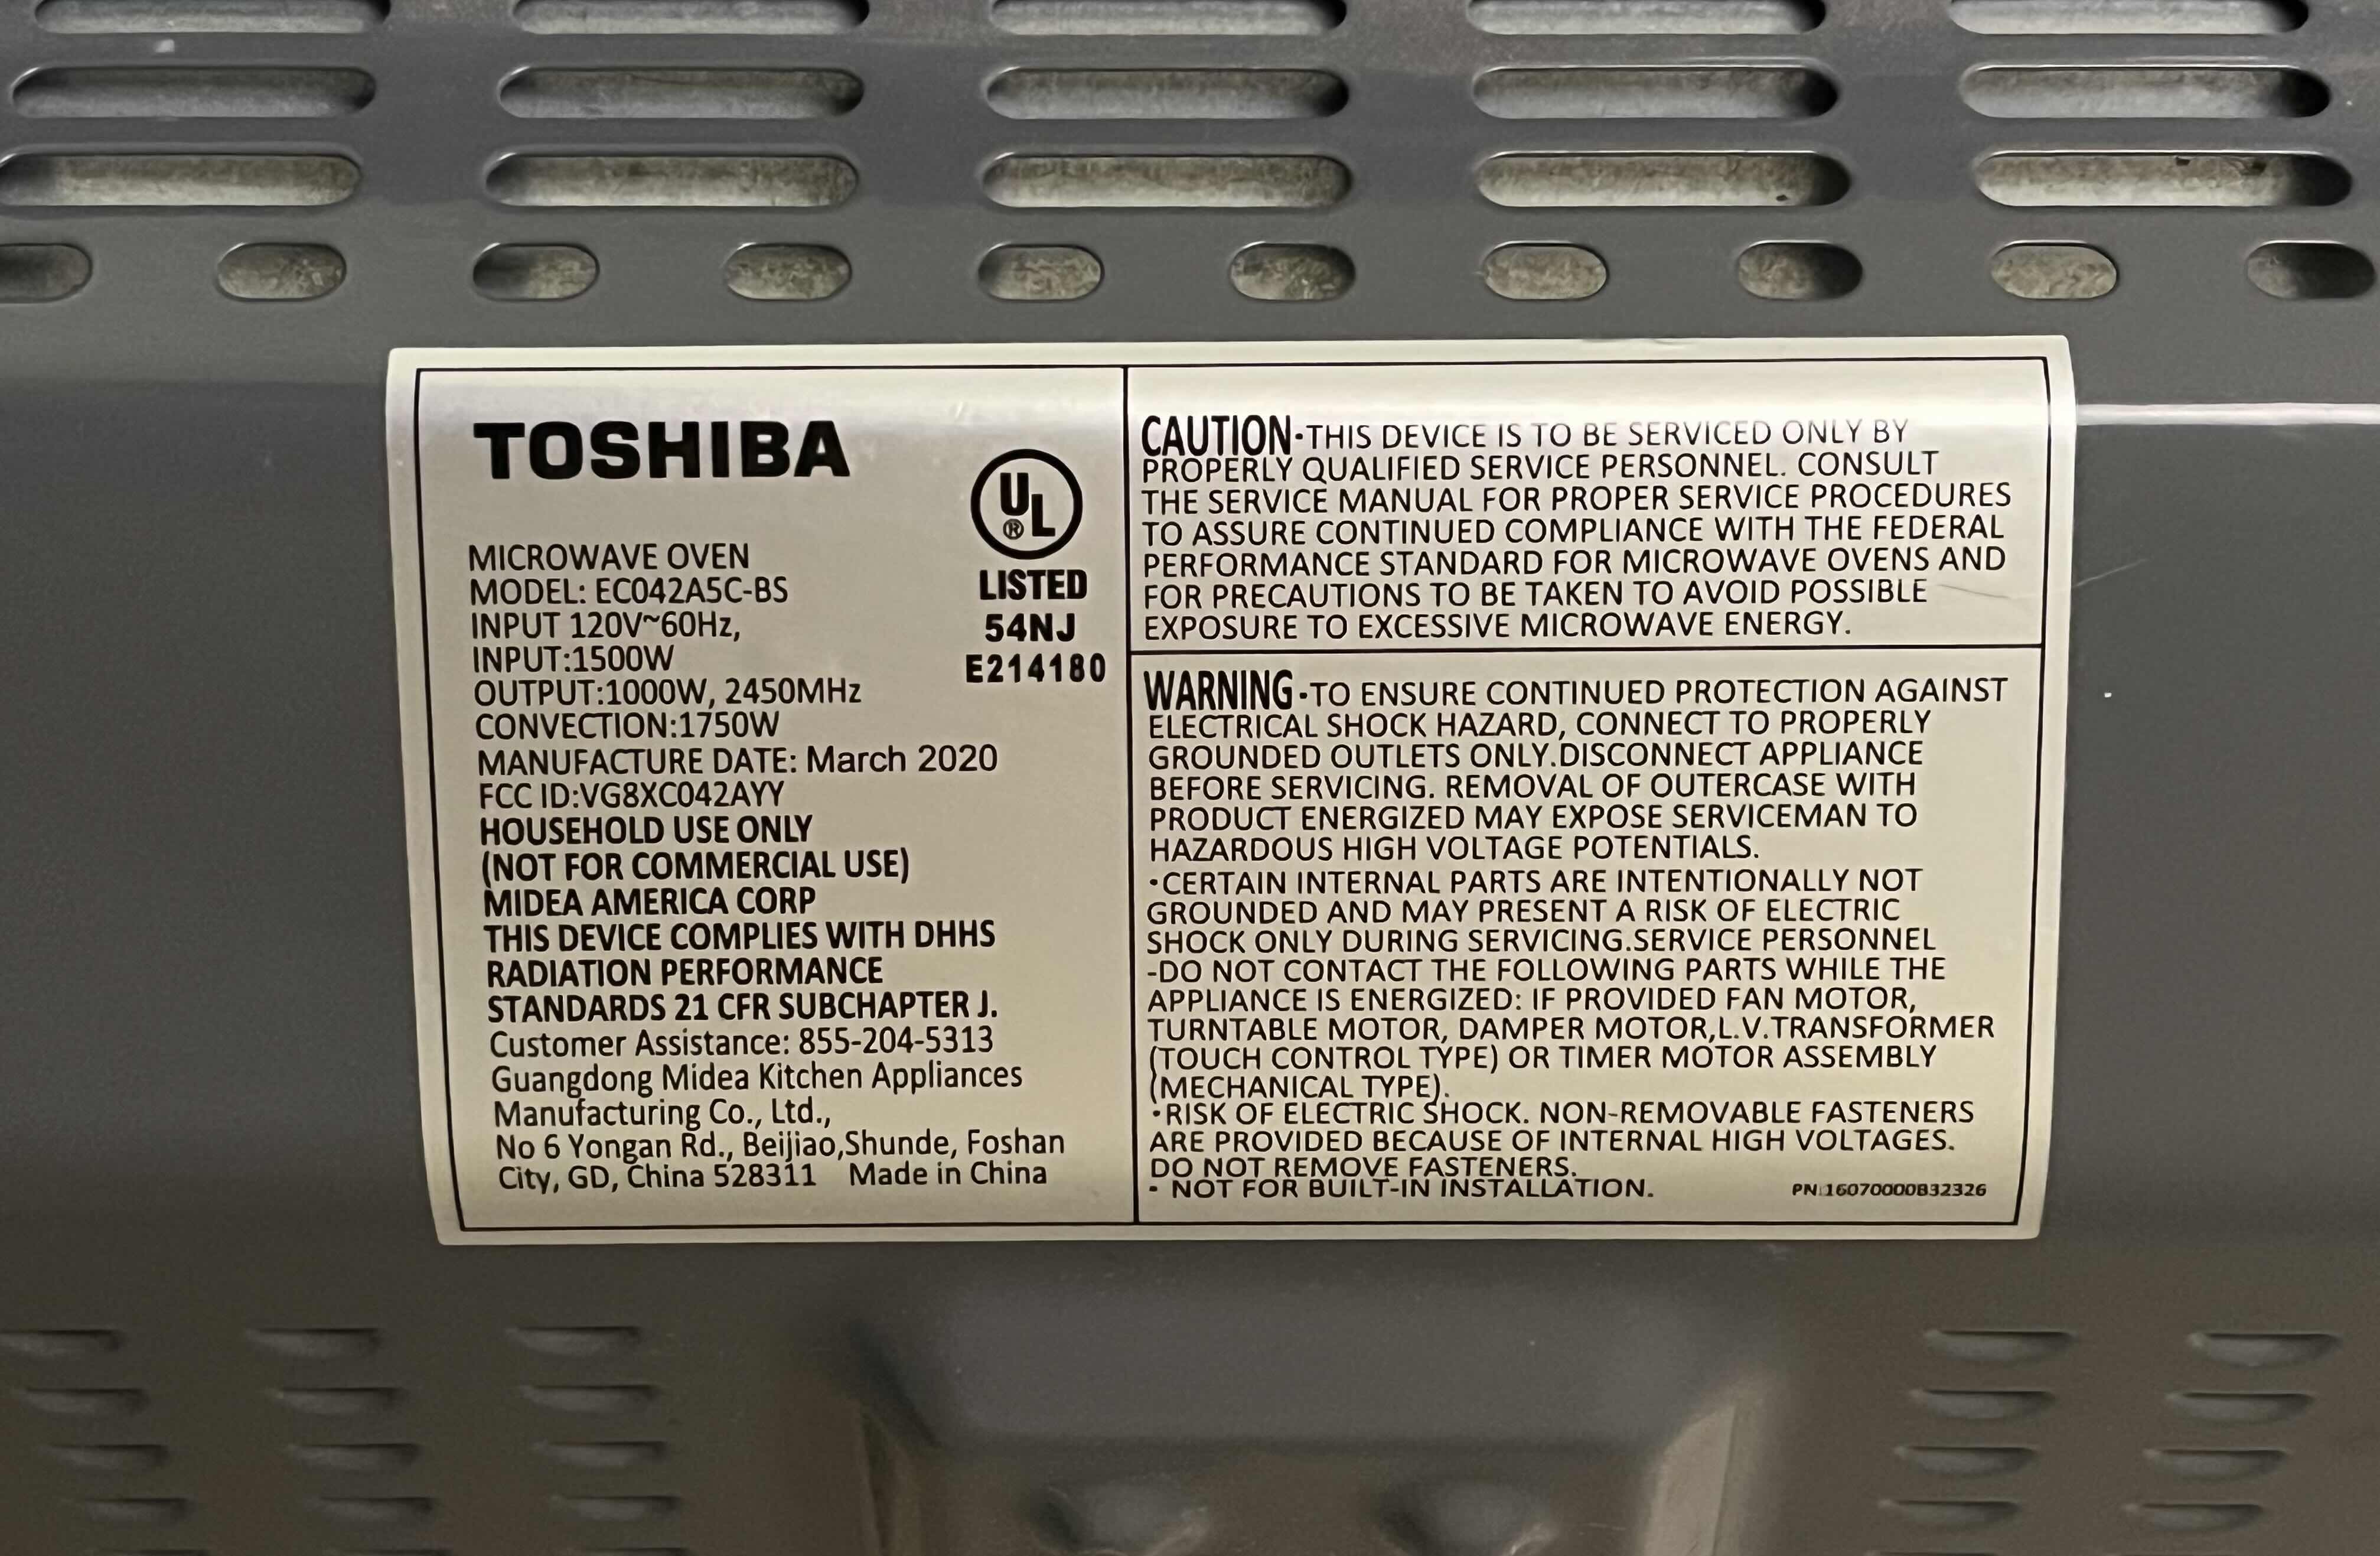 TOSHIBA
UL
®
LISTED
54NJ
E214180
MICROWAVE OVEN
MODEL: EC042A5C-BS
INPUT 120V~60Hz,
INPUT:1500W
OUTPUT:1000W, 2450MHz
CONVECTION:1750W
MANUFACTURE DATE: March 2020
FCC ID:VG8XC042AYY
HOUSEHOLD USE ONLY
(NOT FOR COMMERCIAL USE)
MIDEA AMERICA CORP
THIS DEVICE COMPLIES WITH DHHS
RADIATION PERFORMANCE
STANDARDS 21 CFR SUBCHAPTER J.
Customer Assistance: 855-204-5313
Guangdong Midea Kitchen Appliances
Manufacturing Co., Ltd.,
No 6 Yongan Rd., Beijiao,Shunde, Foshan
City, GD, China 528311 Made in China
CAUTION·THIS DEVICE IS TO BE SERVICED ONLY BY
PROPERLY QUALIFIED SERVICE PERSONNEL. CONSULT
THE SERVICE MANUAL FOR PROPER SERVICE PROCEDURES
TO ASSURE CONTINUED COMPLIANCE WITH THE FEDERAL
PERFORMANCE STANDARD FOR MICROWAVE OVENS AND
FOR PRECAUTIONS TO BE TAKEN TO AVOID POSSIBLE
EXPOSURE TO EXCESSIVE MICROWAVE ENERGY.
WARNING·TO ENSURE CONTINUED PROTECTION AGAINST
ELECTRICAL SHOCK HAZARD, CONNECT TO PROPERLY
GROUNDED OUTLETS ONLY.DISCONNECT APPLIANCE
BEFORE SERVICING. REMOVAL OF OUTERCASE WITH
PRODUCT ENERGIZED MAY EXPOSE SERVICEMAN TO
HAZARDOUS HIGH VOLTAGE POTENTIALS.
·CERTAIN INTERNAL PARTS ARE INTENTIONALLY NOT
GROUNDED AND MAY PRESENT A RISK OF ELECTRIC
SHOCK ONLY DURING SERVICING.SERVICE PERSONNEL
-DO NOT CONTACT THE FOLLOWING PARTS WHILE THE
APPLIANCE IS ENERGIZED: IF PROVIDED FAN MOTOR,
TURNTABLE MOTOR, DAMPER MOTOR,L.V.TRANSFORMER
(TOUCH CONTROL TYPE) OR TIMER MOTOR ASSEMBLY
(MECHANICAL TYPE).
·RISK OF ELECTRIC SHOCK. NON-REMOVABLE FASTENERS
ARE PROVIDED BECAUSE OF INTERNAL HIGH VOLTAGES.
DO NOT REMOVE FASTENERS.
· NOT FOR BUILT-IN INSTALLATION.
PN:16070000B32326